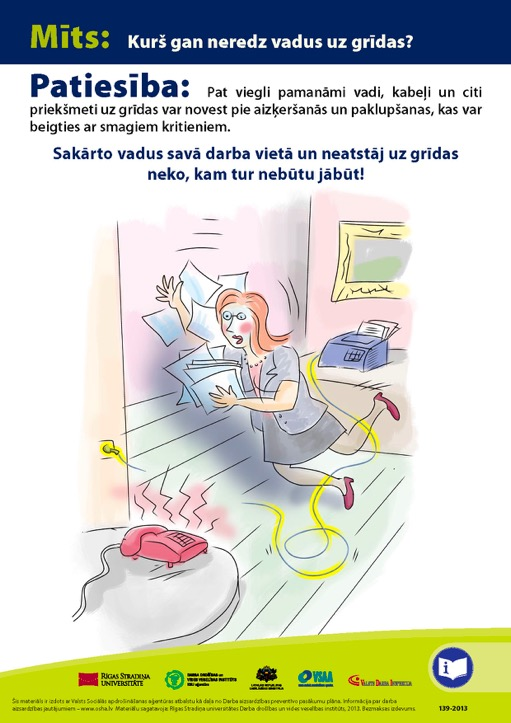 Mīts: Kurš gan neredz vadus uz grīdas?
Patiesība: Pat viegli pamanāmi vadi, kabeļi un citi
priekšmeti uz grīdas var novest pie aizķeršanās un paklupšanas, kas var
beigties ar smagiem kritieniem.
Sakārto vadus savā darba vietā un neatstāj uz grīdas
neko, kam tur nebūtu jābūt!
i
RĪGAS STRADIŅA
UNIVERSITĀTE
DARBA DROŠĪBAS UN
VIDES VESELĪBAS INSTITŪTS
VSAA
VALSTS DARBA INSPEKCIJA
Šis materiāls ir izdots ar Valsts Sociālās apdrošināšanas aģentūras atbalstu kā daļa no Darba aizsardzības preventīvo pasākumu plāna. Informācija par darba
aizsardzības jautājumiem – www.osha.lv Materiālu sagatavoja Rīgas Stradiņa universitātes Darba drošības un vides veselības institūts, 2013. Bezmaksas izdevums.
139-2013